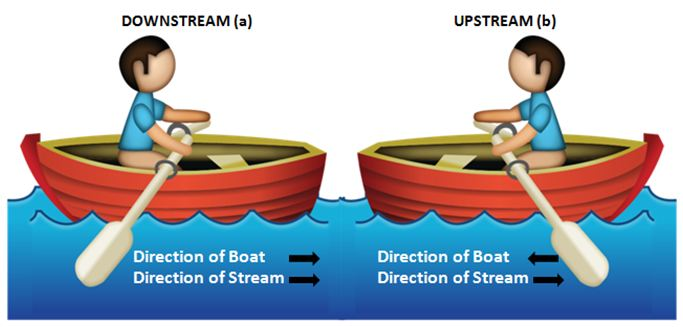 DOWNSTREAM (a)
UPSTREAM (b)
Direction of Boat
Direction of Stream
Direction of Boat
Direction of Stream